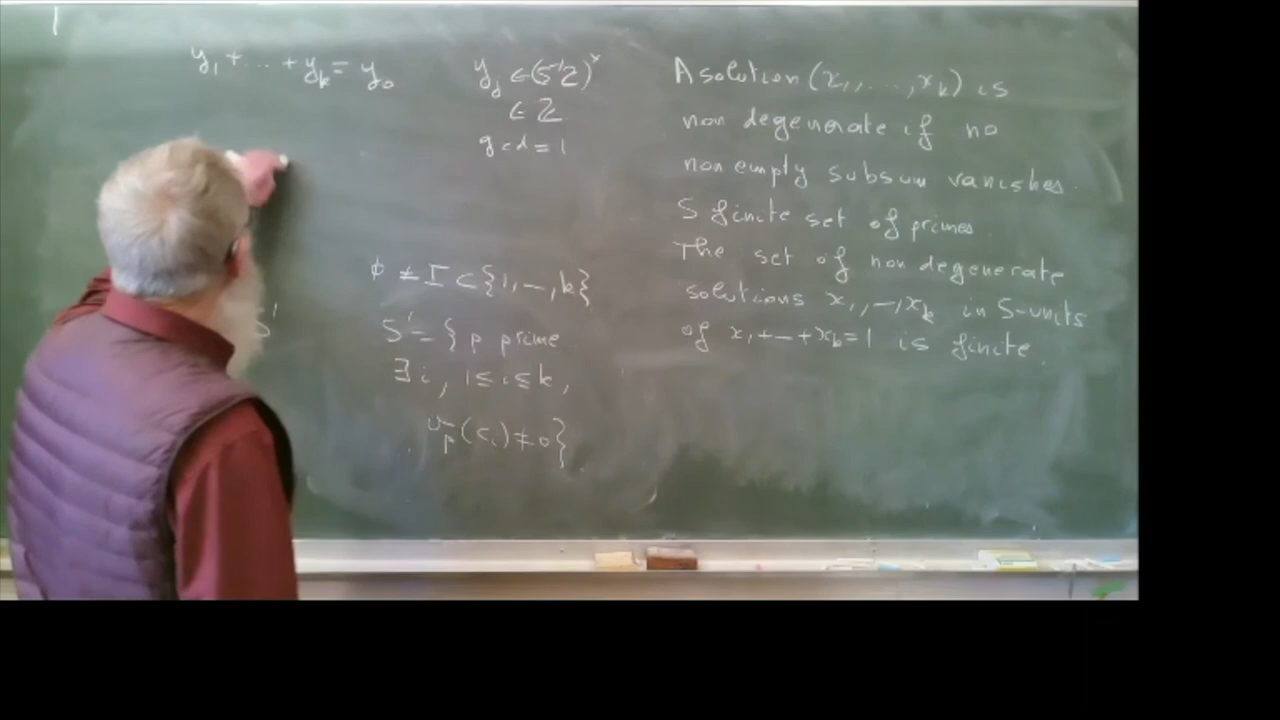 y₁ + ... + y_k = y₀
y_j ∈ (S⁻¹ℤ)^×
∈ ℤ
gcd = 1
φ ≠ I ⊂ {1, –, k}
S' = { p prime
∃ i, 1 ≤ i ≤ k,
v_p(c_i) ≠ 0}
S'
A solution (x₁, ..., x_k) is
non degenerate if no
non empty subsum vanishes.
S finite set of primes
The set of non degenerate
solutions x₁, –, x_k in S-units
of x₁ + – + x_k = 1 is finite.